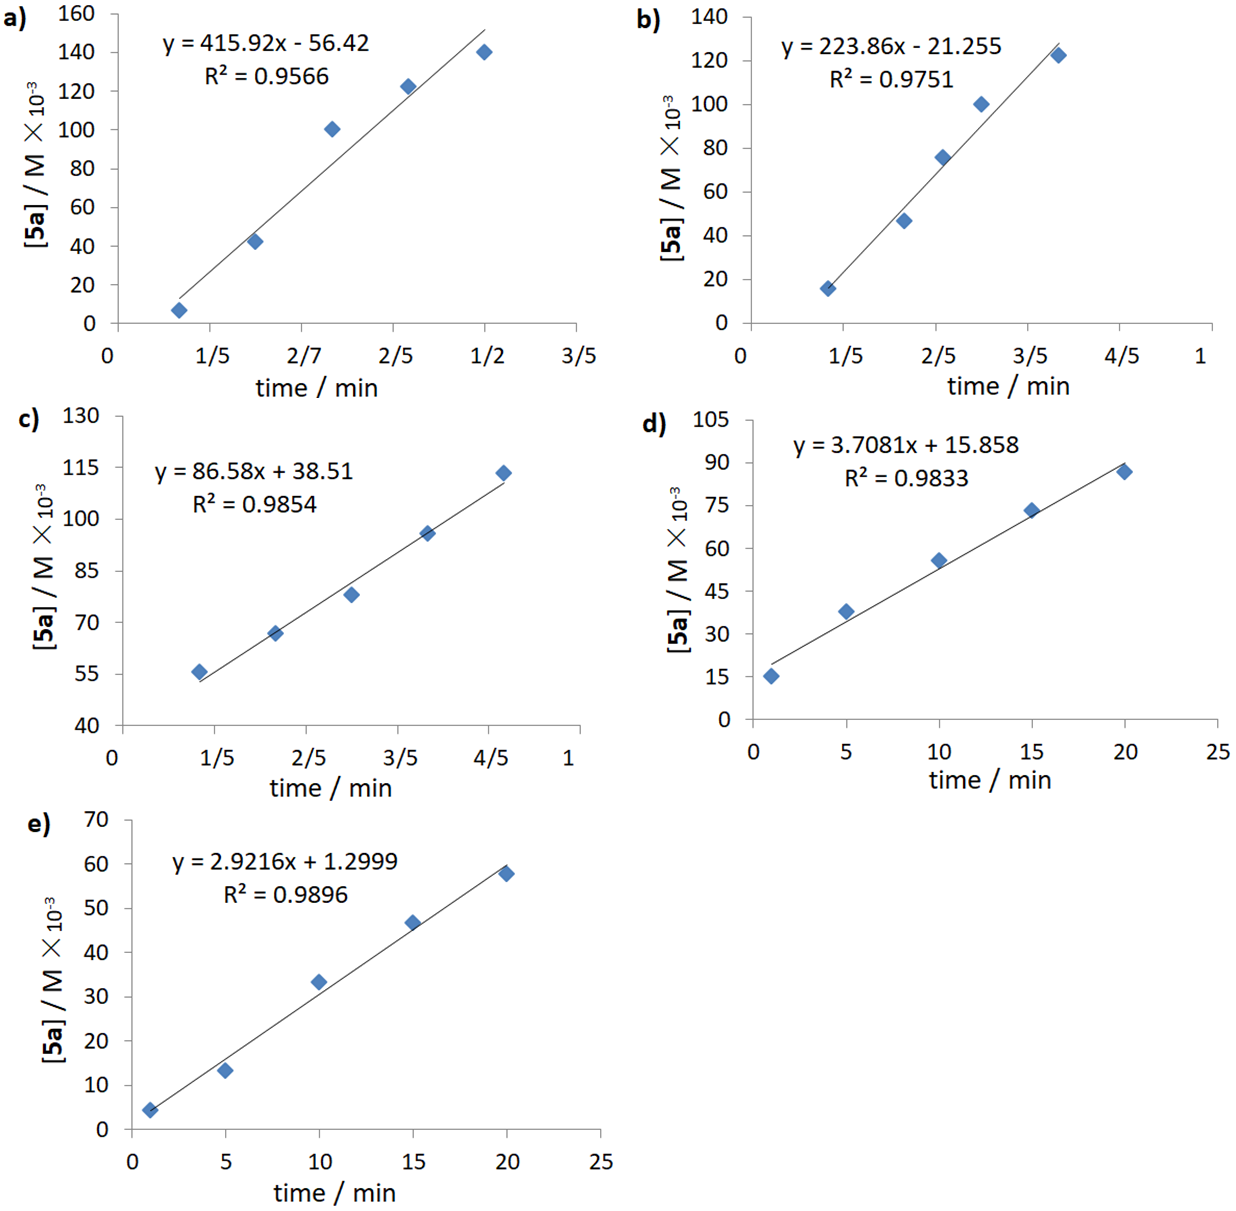 a)
160
140
120
100
80
60
40
20
0
[5a] / M ×10⁻³
y = 415.92x - 56.42
R² = 0.9566
0 1/5 2/7 2/5 1/2 3/5
time / min
b)
140
120
100
80
60
40
20
0
[5a] / M ×10⁻³
y = 223.86x - 21.255
R² = 0.9751
0 1/5 2/5 3/5 4/5 1
time / min
c)
130
115
100
85
70
55
40
[5a] / M ×10⁻³
y = 86.58x + 38.51
R² = 0.9854
0 1/5 2/5 3/5 4/5 1
time / min
d)
105
90
75
60
45
30
15
0
[5a] / M ×10⁻³
y = 3.7081x + 15.858
R² = 0.9833
0 5 10 15 20 25
time / min
e)
70
60
50
40
30
20
10
0
[5a] / M ×10⁻³
y = 2.9216x + 1.2999
R² = 0.9896
0 5 10 15 20 25
time / min